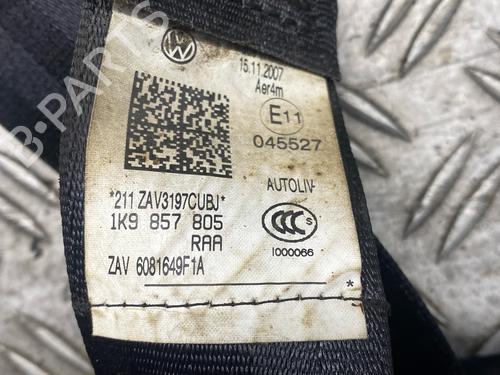 15.11.2007
Aer4m
E11
045527
*211 ZAV3197CUBJ*
AUTOLIV
1K9 857 805
RAA
CCC S
I000066
ZAV 6081649F1A
*
B-PARTS